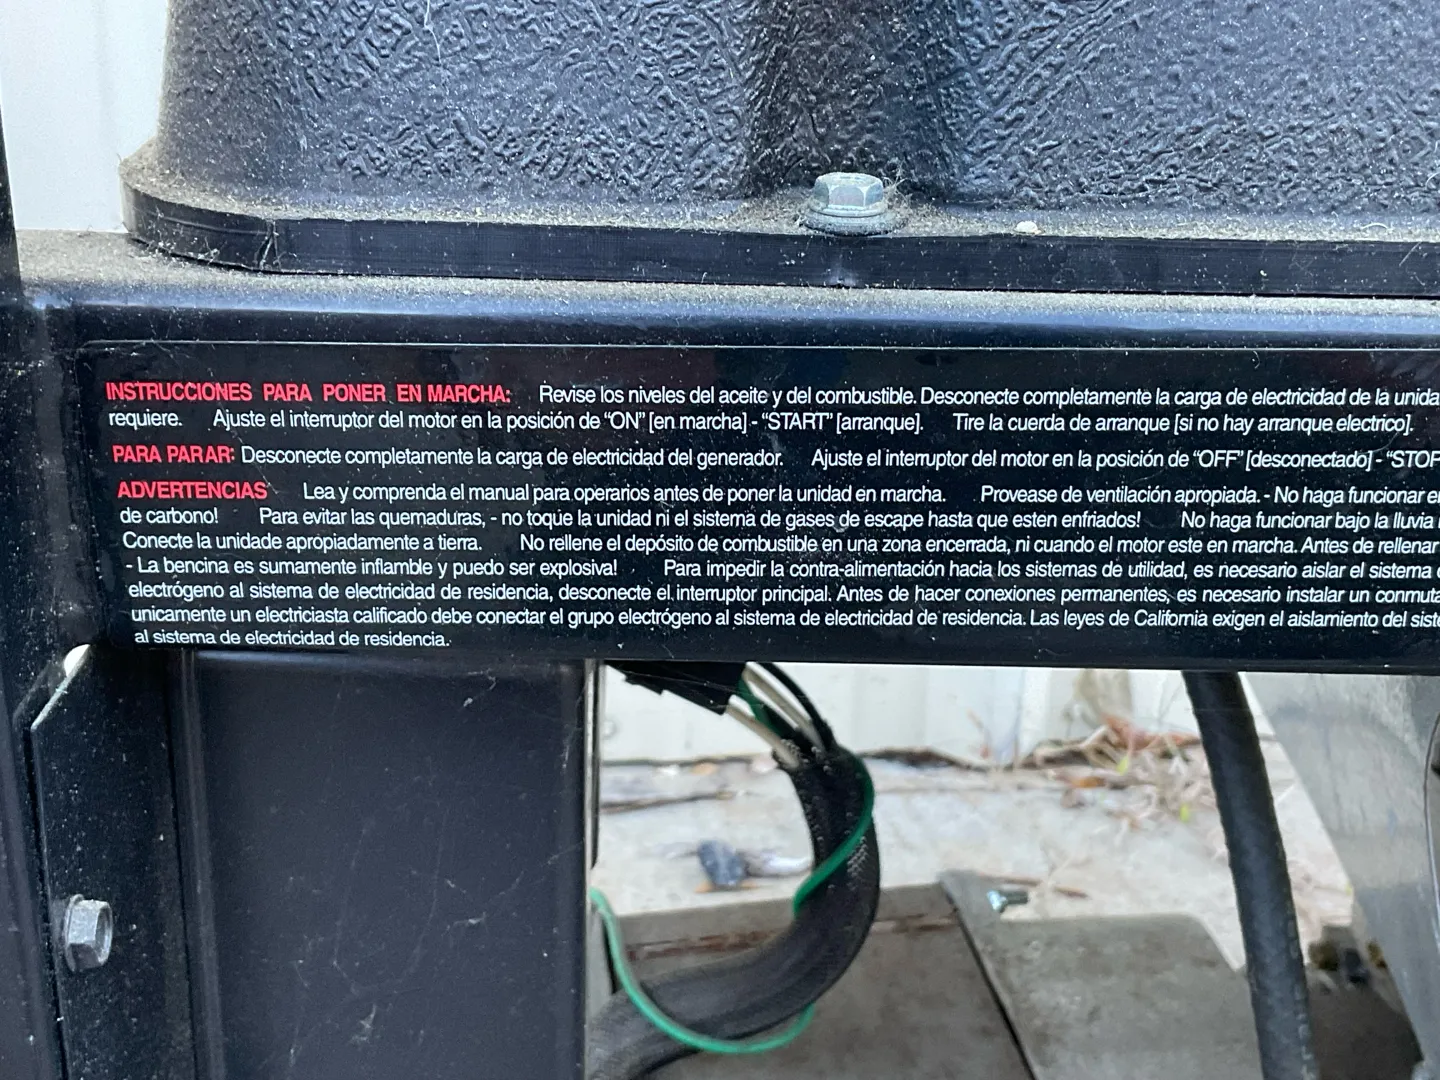 INSTRUCCIONES PARA PONER EN MARCHA: Revise los niveles del aceite y del combustible. Desconecte completamente la carga de electricidad de la
requiere. Ajuste el interruptor del motor en la posición de “ON” [en marcha] - “START” [arranque]. Tire la cuerda de arranque [si no hay arranque electrico].
PARA PARAR: Desconecte completamente la carga de electricidad del generador. Ajuste el interruptor del motor en la posición de “OFF” [desconectado] - “STOP
ADVERTENCIAS Lea y comprenda el manual para operarios antes de poner la unidad en marcha. Provease de ventilación apropiada. - No haga funcionar
de carbono! Para evitar las quemaduras, - no toque la unidad ni el sistema de gases de escape hasta que esten enfriados! No haga funcionar bajo la lluvia
Conecte la unidade apropiadamente a tierra. No rellene el depósito de combustible en una zona encerrada, ni cuando el motor este en marcha. Antes de rellenar
- La bencina es sumamente inflamble y puedo ser explosiva! Para impedir la contra-alimentación hacia los sistemas de utilidad, es necesario aislar el sistema
electrógeno al sistema de electricidad de residencia, desconecte el interruptor principal. Antes de hacer conexiones permanentes, es necesario instalar un
unicamente un electriciasta calificado debe conectar el grupo electrógeno al sistema de electricidad de residencia. Las leyes de California exigen el aislamiento del
al sistema de electricidad de residencia.